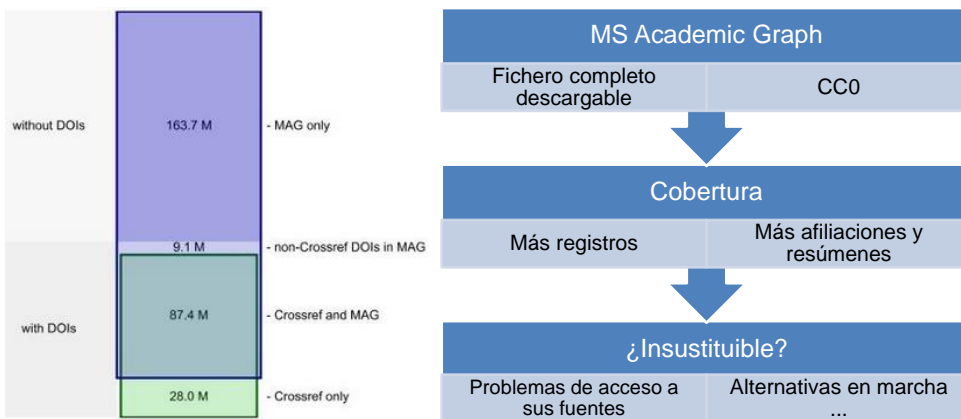 without DOIs
163.7 M
- MAG only
9.1 M
- non-Crossref DOIs in MAG
with DOIs
87.4 M
- Crossref and MAG
28.0 M
- Crossref only
MS Academic Graph
Fichero completo
descargable
CC0
Cobertura
Más registros
Más afiliaciones y
resúmenes
¿Insustituible?
Problemas de acceso a
sus fuentes
Alternativas en marcha
...